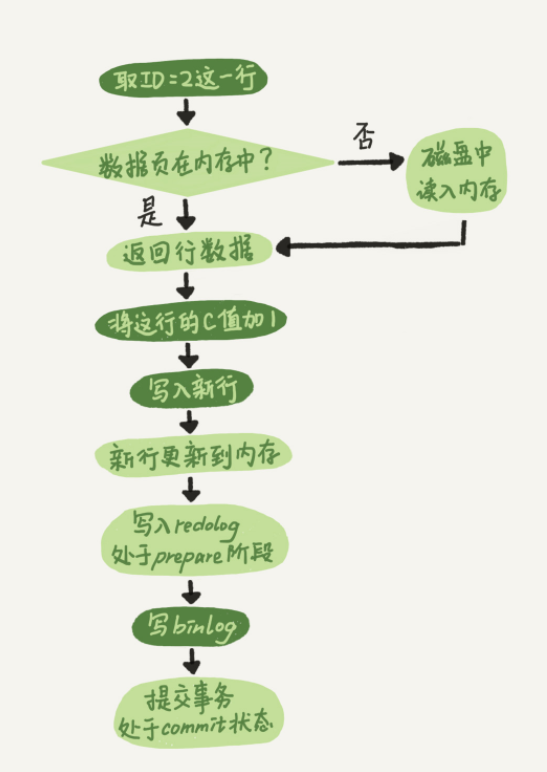 取ID=2这一行
数据页在内存中?
否
磁盘中
读入内存
是
返回行数据
将这行的C值加1
写入新行
新行更新到内存
写入redolog
处于prepare阶段
写binlog
提交事务
处于commit状态